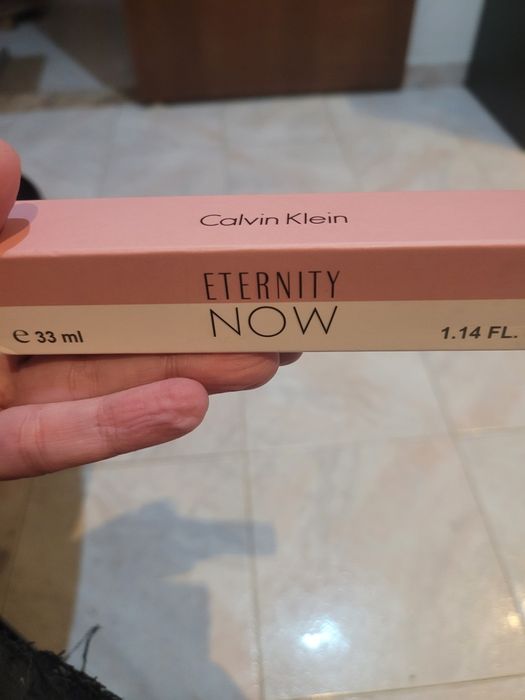 Calvin Klein
ETERNITY
NOW
e 33 ml
1.14 FL.